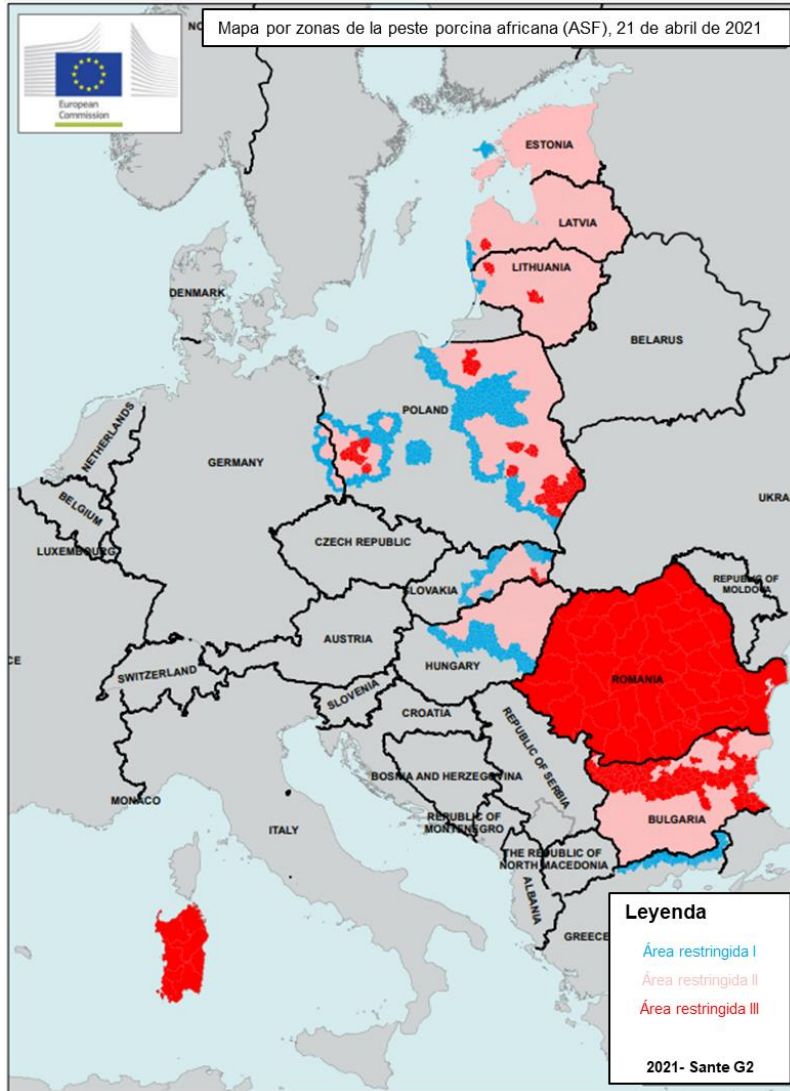 Mapa por zonas de la peste porcina africana (ASF), 21 de abril de 2021
NO
European
Commission
ESTONIA
LATVIA
LITHUANIA
DENMARK
BELARUS
POLAND
NETHERLANDS
GERMANY
BELGIUM
UKRA
LUXEMBOURG
CZECH REPUBLIC
SLOVAKIA
REPUBLIC OF
MOLDOVA
AUSTRIA
CE
HUNGARY
SWITZERLAND
ROMANIA
SLOVENIA
CROATIA
REPUBLIC OF SERBIA
BOSNIA AND HERZEGOVINA
MONACO
ITALY
REPUBLIC OF
MONTENEGRO
BULGARIA
THE REPUBLIC OF
NORTH MACEDONIA
ALBANIA
GREECE
Leyenda
Área restringida I
Área restringida II
Área restringida III
2021- Sante G2